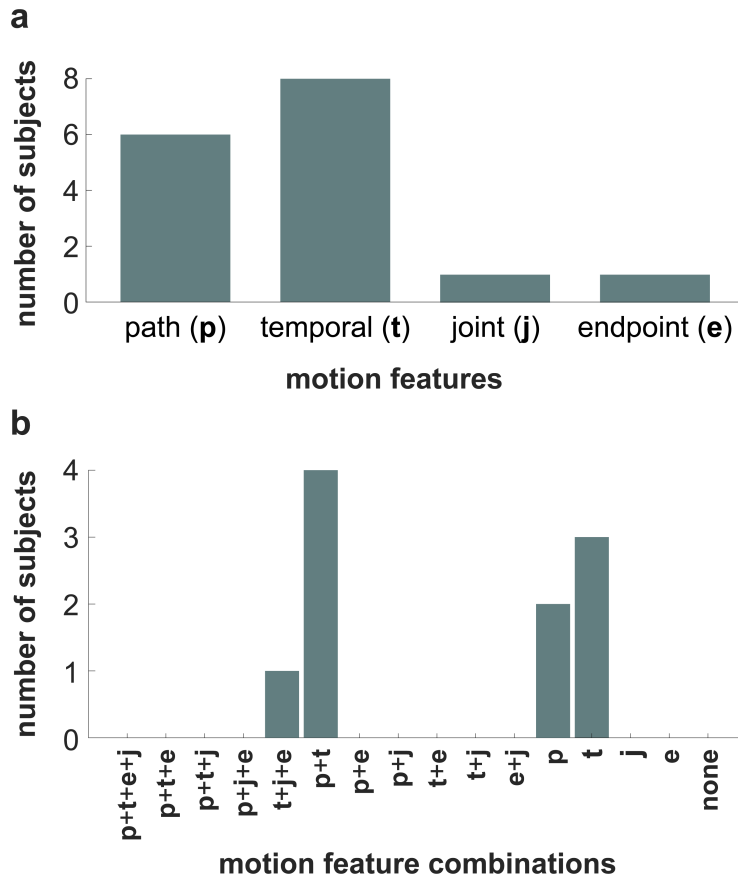 a
number of subjects
8
6
4
2
0
path (p) temporal (t) joint (j) endpoint (e)
motion features
b
number of subjects
4
3
2
1
0
p+t+e+j p+t+e p+t+j p+j+e t+j+e p+t p+e p+j t+e t+j e+j p t j e none
motion feature combinations